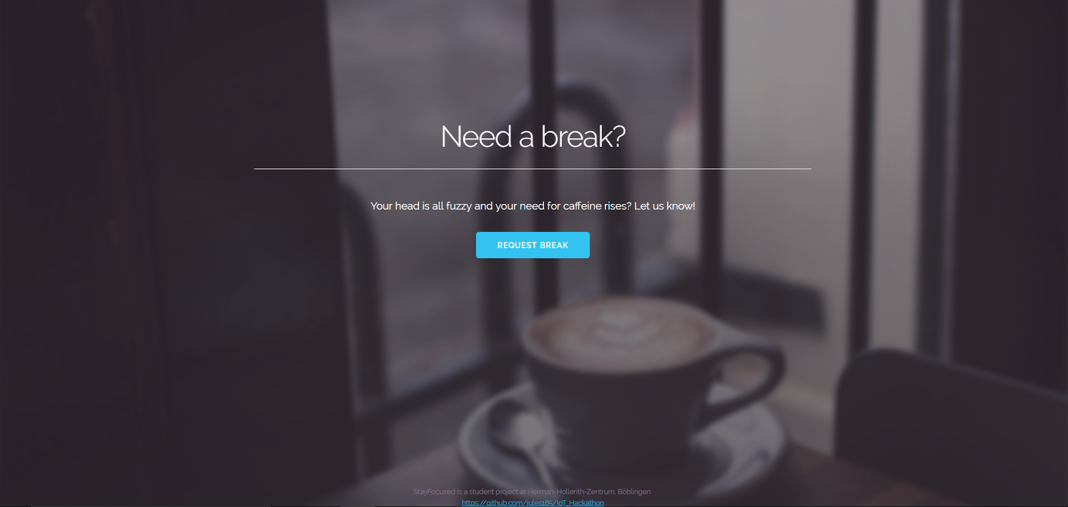 Need a break?
Your head is all fuzzy and your need for caffeine rises? Let us know!
REQUEST BREAK
StayFocused is a student project at Herman-Hollerith-Zentrum, Böblingen
https://github.com/jules185/IoT_Hackathon